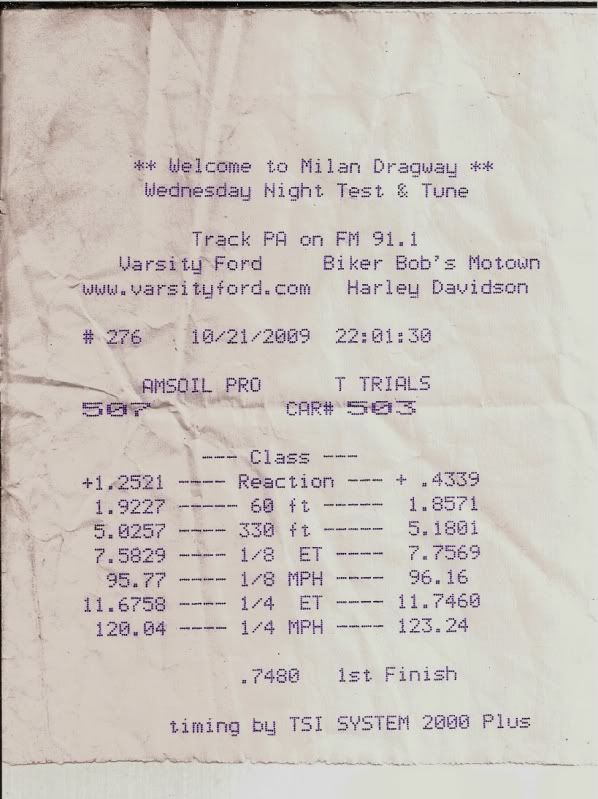 ** Welcome to Milan Dragway **
Wednesday Night Test & Tune
Track PA on FM 91.1
Varsity Ford Biker Bob's Motown
www.varsityford.com Harley Davidson
# 276 10/21/2009 22:01:30
AMSOIL PRO T TRIALS
507 CAR# 503
--- Class ---
+1.2521 ---- Reaction --- + .4339
1.9227 ----- 60 ft ----- 1.8571
5.0257 ---- 330 ft ----- 5.1801
7.5829 ---- 1/8 ET ---- 7.7569
95.77 ---- 1/8 MPH ---- 96.16
11.6758 ---- 1/4 ET ---- 11.7460
120.04 ---- 1/4 MPH ---- 123.24
.7480 1st Finish
timing by TSI SYSTEM 2000 Plus